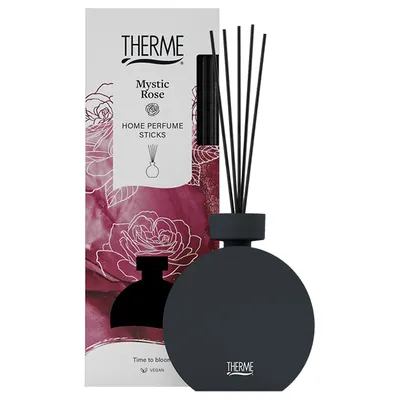 THERME®
Mystic
Rose
HOME PERFUME
STICKS
Time to bloom
VEGAN
THERME®